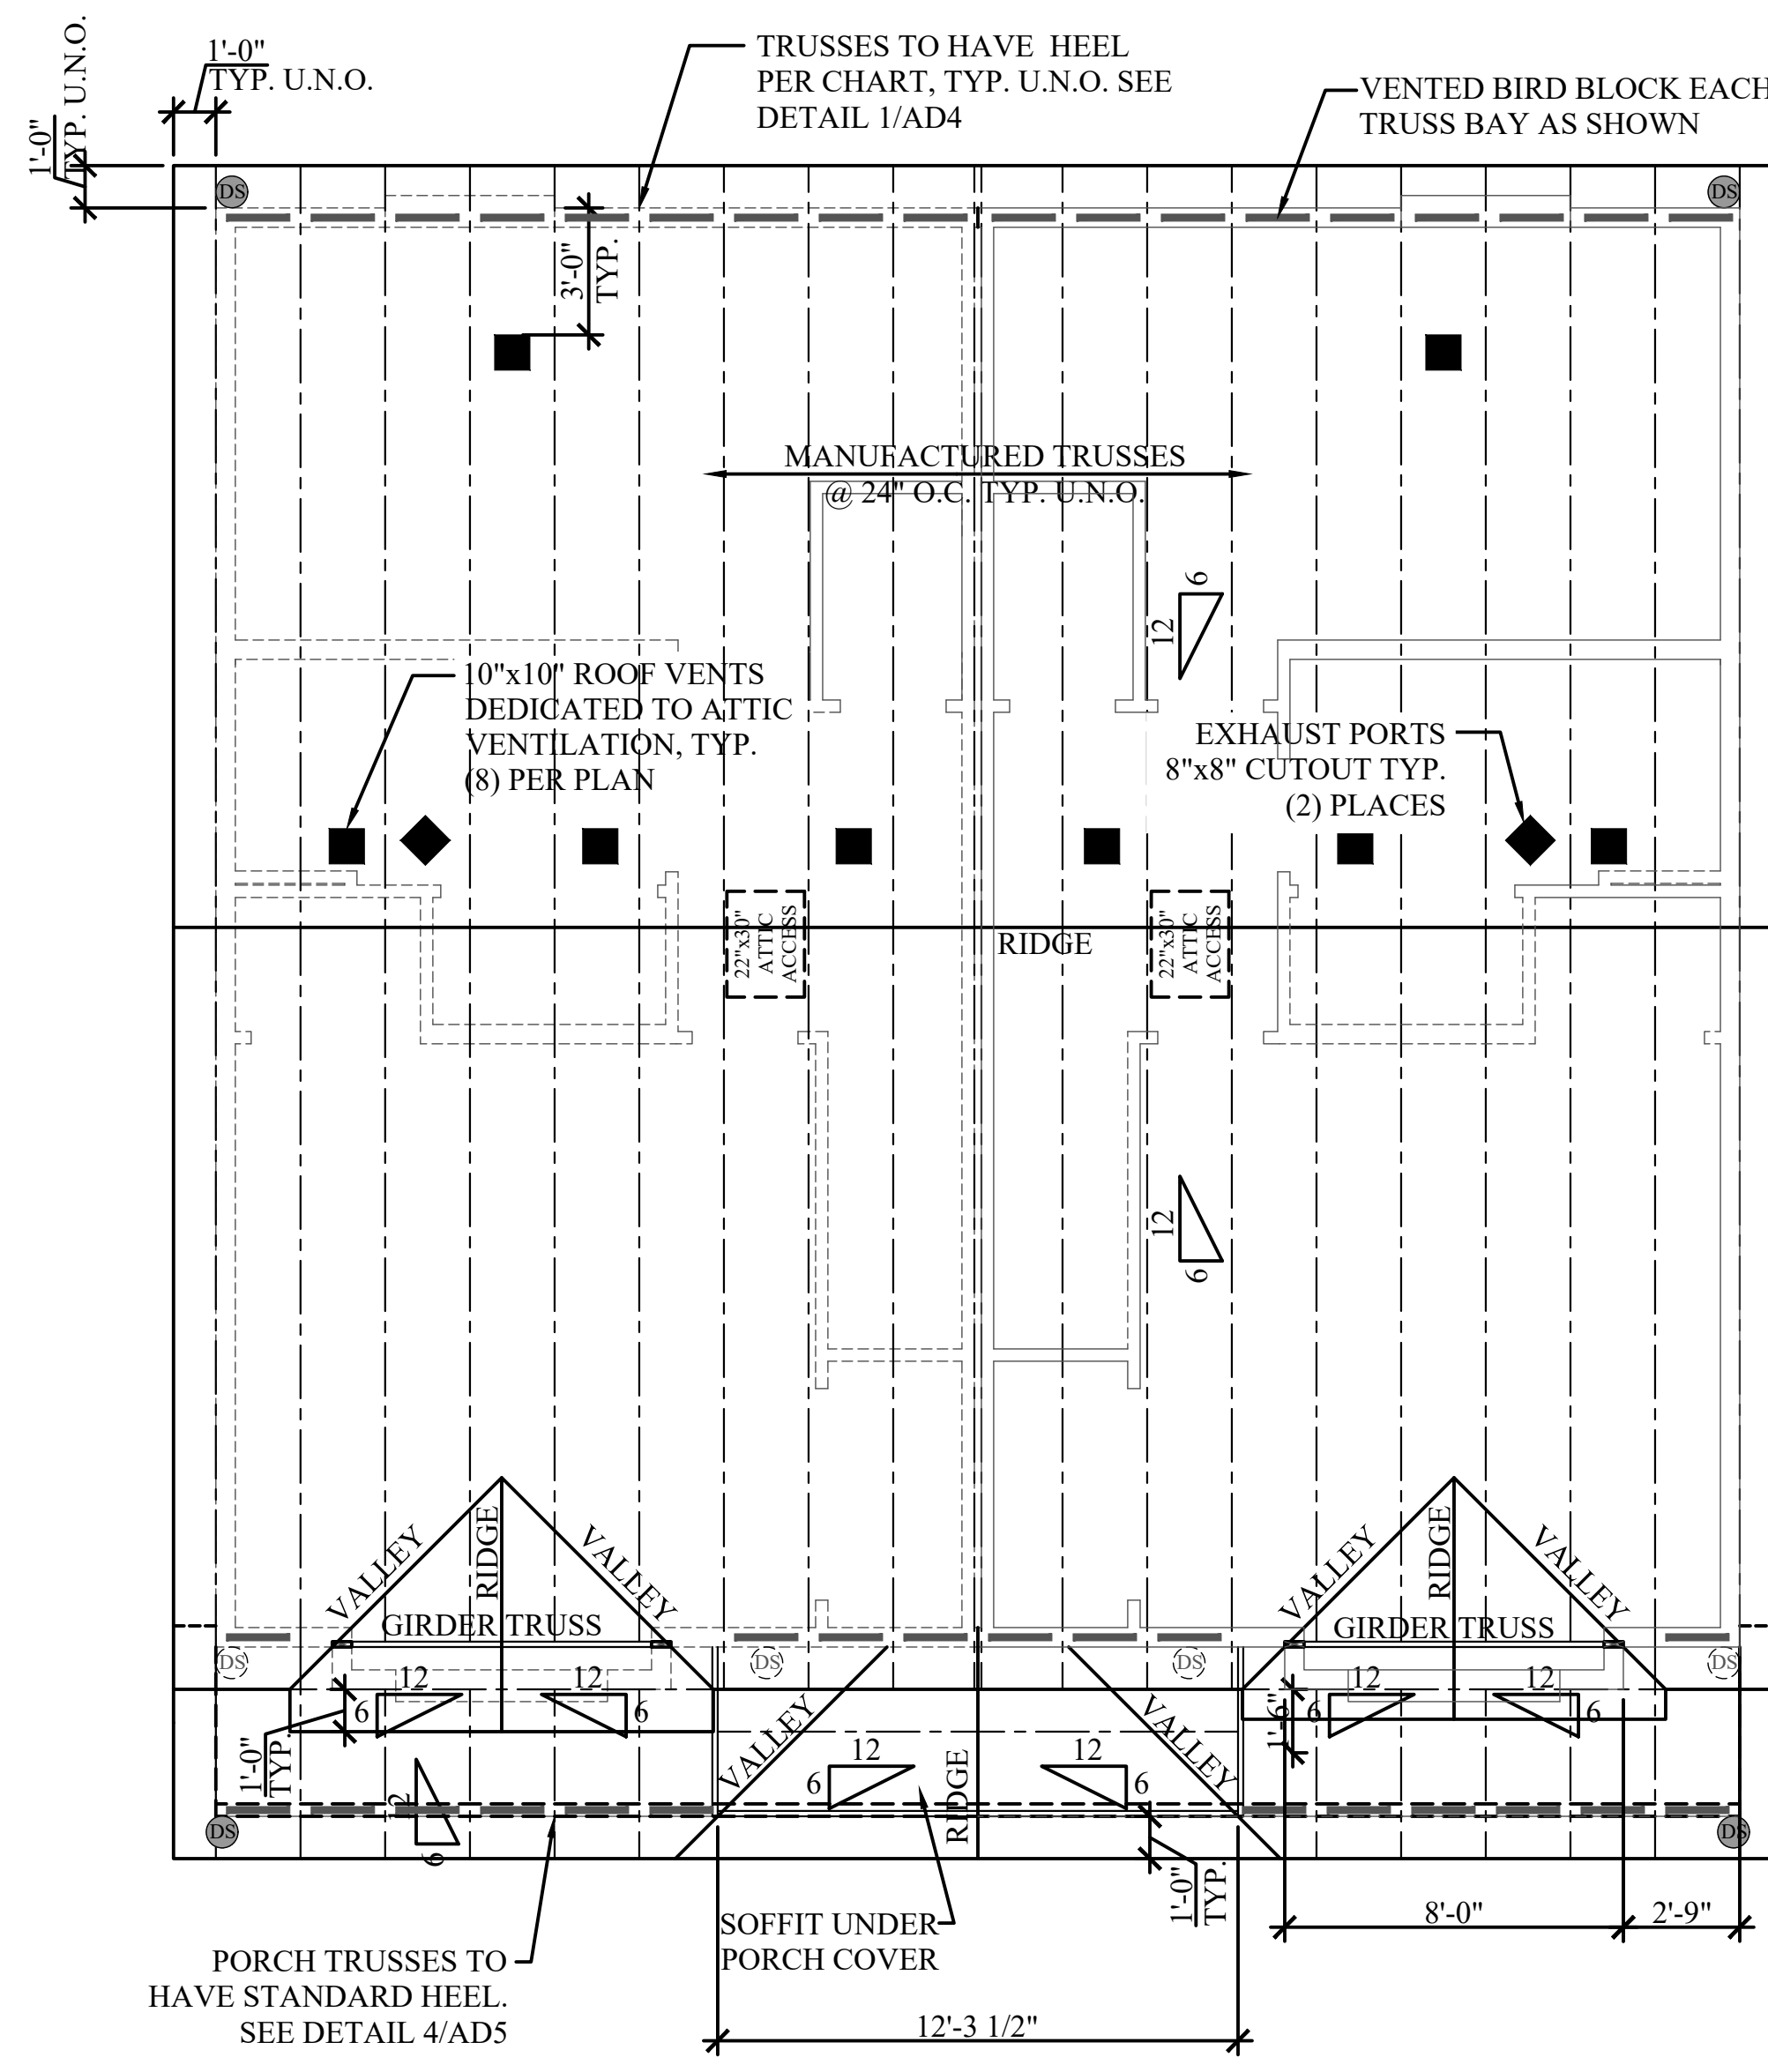 1'-0"
TYP. U.N.O.
1'-0"
TYP. U.N.O.
TRUSSES TO HAVE HEEL
PER CHART, TYP. U.N.O. SEE
DETAIL 1/AD4
VENTED BIRD BLOCK EACH
TRUSS BAY AS SHOWN
DS
DS
3'-0"
TYP.
MANUFACTURED TRUSSES
@ 24" O.C. TYP. U.N.O.
6
12
10"x10" ROOF VENTS
DEDICATED TO ATTIC
VENTILATION, TYP.
(8) PER PLAN
EXHAUST PORTS
8"x8" CUTOUT TYP.
(2) PLACES
22"x30"
ATTIC
ACCESS
RIDGE
22"x30"
ATTIC
ACCESS
12
6
VALLEY
RIDGE
VALLEY
GIRDER TRUSS
VALLEY
RIDGE
VALLEY
GIRDER TRUSS
DS
DS
DS
DS
12
6
12
6
12
6
12
6
1'-0"
TYP.
1'-6"
VALLEY
RIDGE
VALLEY
12
6
12
6
12
6
DS
DS
1'-0"
TYP.
8'-0"
2'-9"
SOFFIT UNDER
PORCH COVER
PORCH TRUSSES TO
HAVE STANDARD HEEL.
SEE DETAIL 4/AD5
12'-3 1/2"